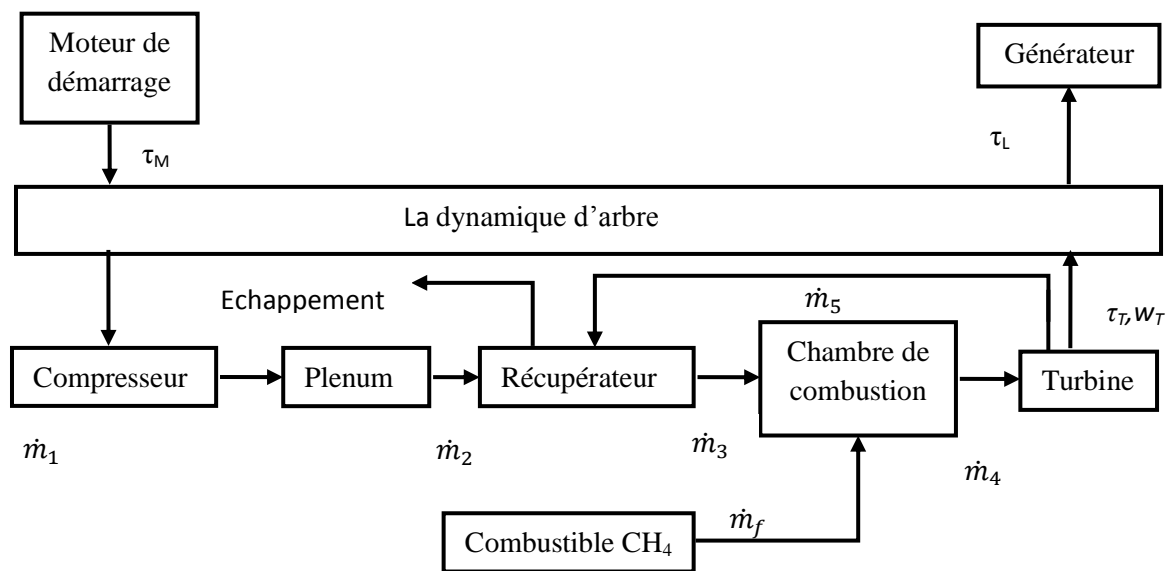 Moteur de
démarrage
Générateur
τM
τL
La dynamique d'arbre
Echappement
ṁ5
τT,wT
Compresseur
Plenum
Récupérateur
Chambre de
combustion
Turbine
ṁ1
ṁ2
ṁ3
ṁ4
Combustible CH4
ṁf